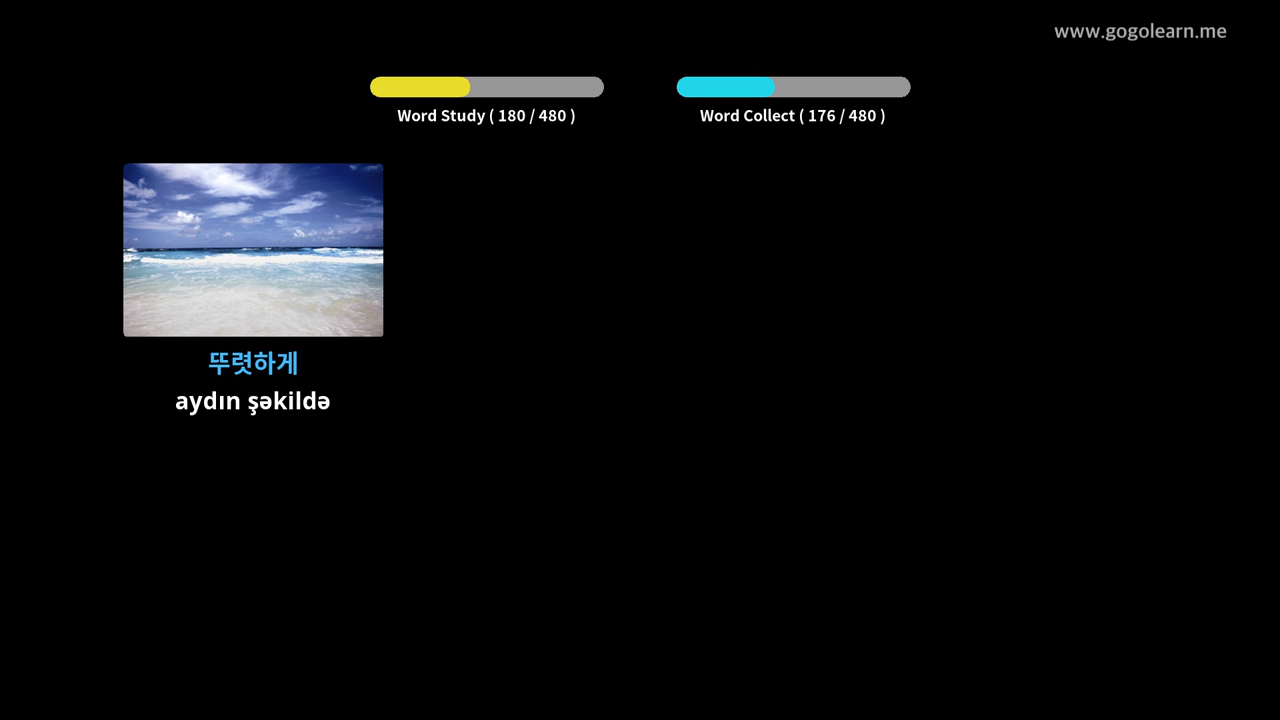 www.gogolearn.me
Word Study ( 180 / 480 )
Word Collect ( 176 / 480 )
뚜렷하게
aydın şəkildə